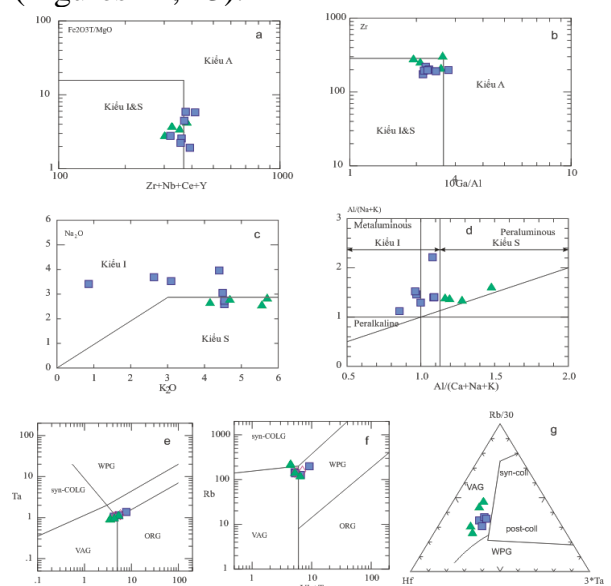 100
Fe2O3T/MgO
a
Kiểu A
10
Kiểu I&S
1
100
1000
Zr+Nb+Ce+Y
1000
Zr
b
Kiểu A
100
Kiểu I&S
10
1
10
10⁴Ga/Al
6
Na₂O
c
5
Kiểu I
4
3
2
1
Kiểu S
0
0
1
2
3
4
5
6
K2O
Al/(Na+K)
3
Metaluminous
d
Peraluminous
Kiểu I
Kiểu S
2
1
Peralkaline
0
0.5
1.0
2.0
Al/(Ca+Na+K)
100
e
WPG
10
syn-COLG
Ta
1
VAG
ORG
.1
.1
1
10
100
1000
syn-COLG
f
WPG
Rb
100
10
VAG
ORG
1
1
10
100
Rb/30
g
syn-coll
VAG
post-coll
WPG
Hf
3*Ta